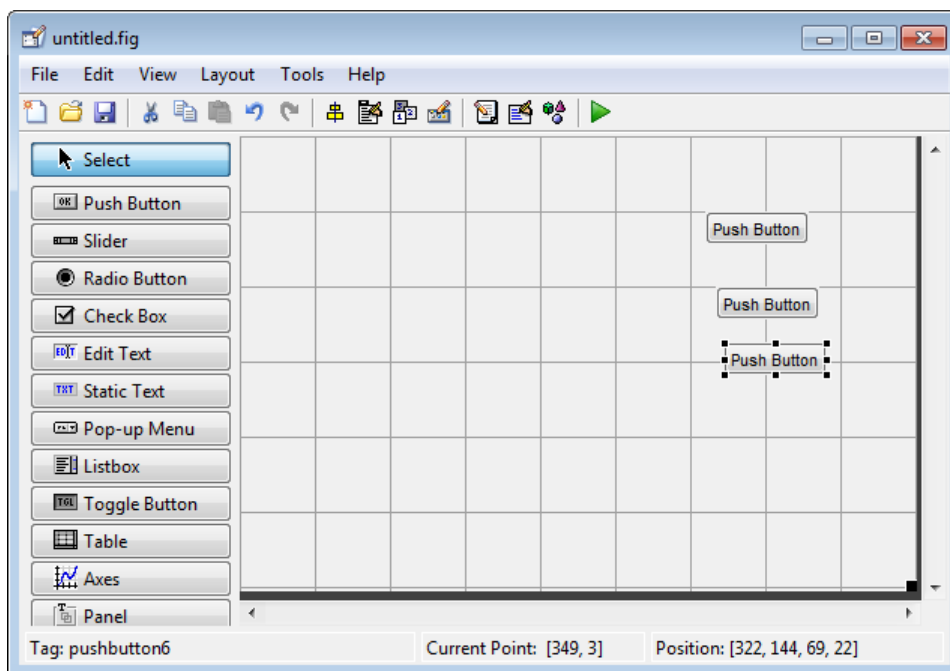 untitled.fig
File Edit View Layout Tools Help
Select
Push Button
Slider
Radio Button
Check Box
Edit Text
Static Text
Pop-up Menu
Listbox
Toggle Button
Table
Axes
Panel
Push Button
Push Button
Push Button
Tag: pushbutton6 Current Point: [349, 3] Position: [322, 144, 69, 22]